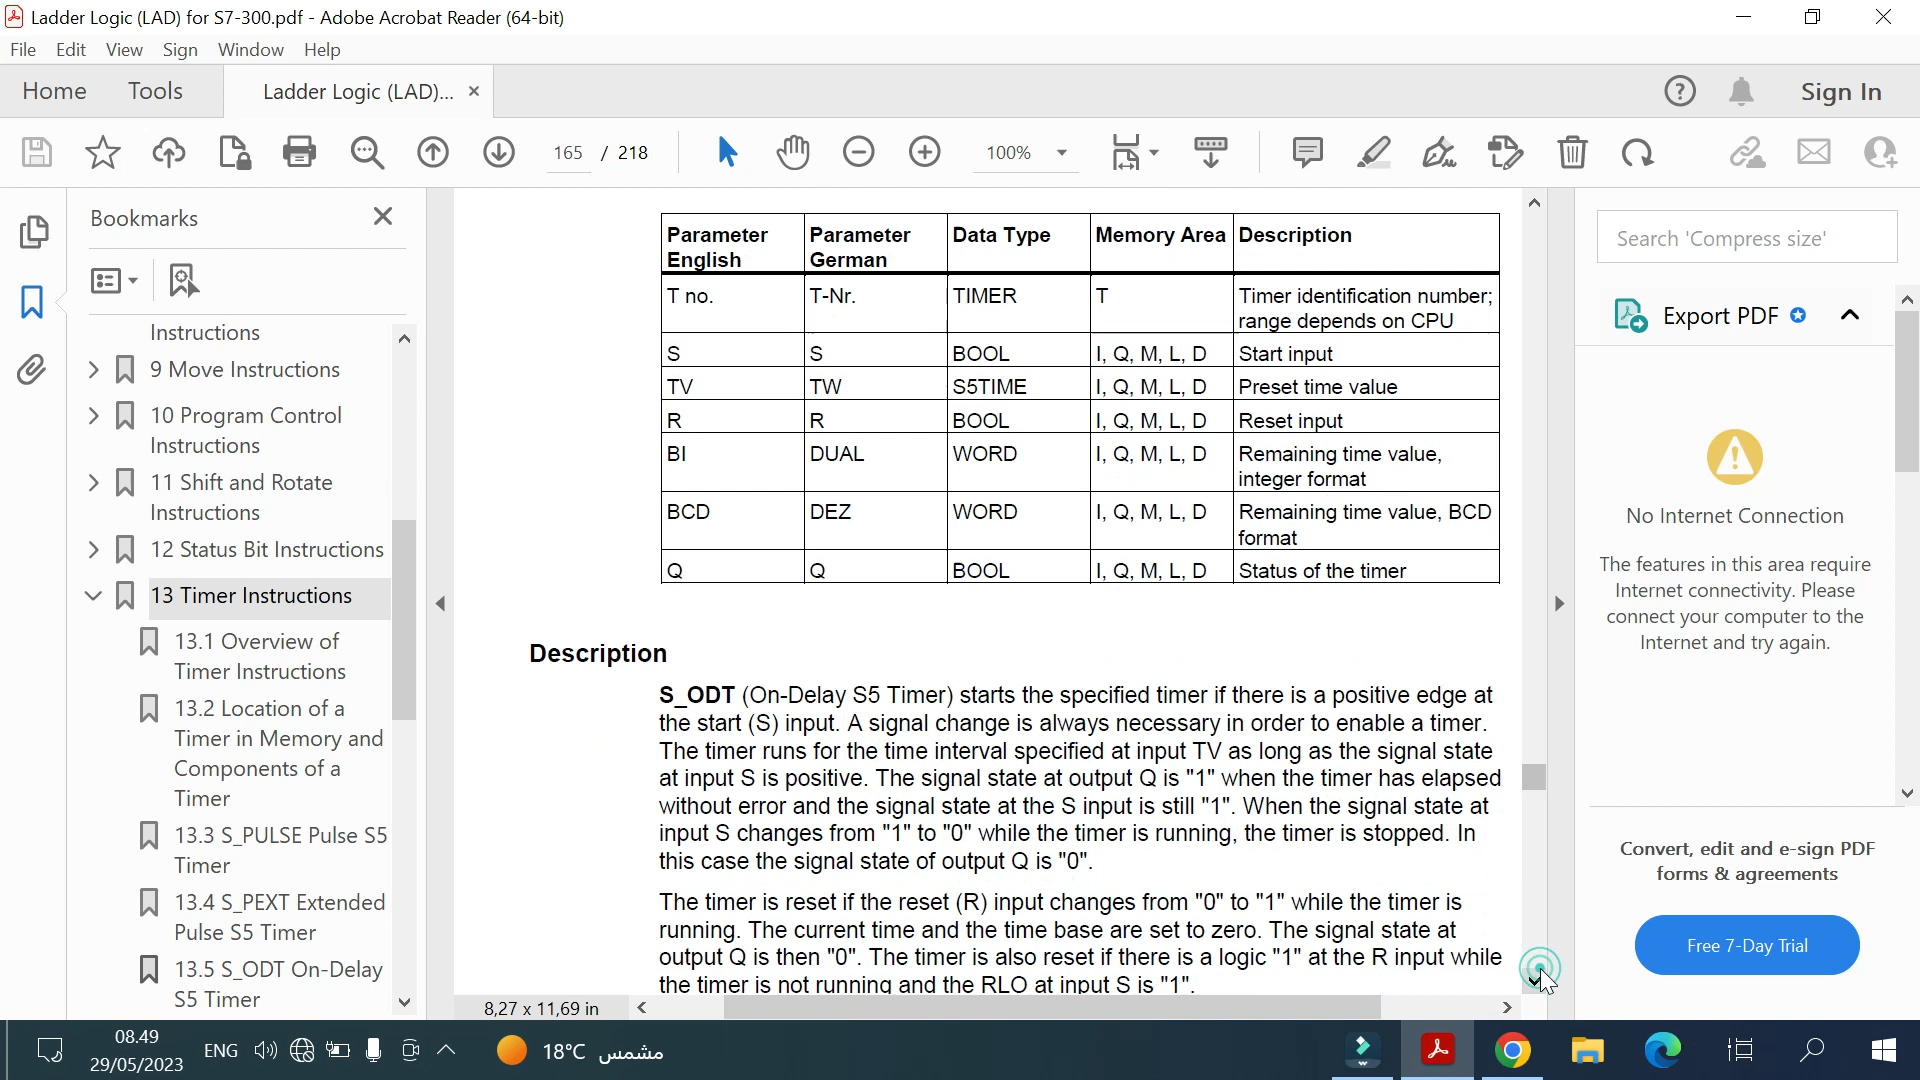 Ladder Logic (LAD) for S7-300.pdf - Adobe Acrobat Reader (64-bit)
File Edit View Sign Window Help
Home Tools Ladder Logic (LAD)... × Sign In
165 / 218 100%
Bookmarks
Instructions
9 Move Instructions
10 Program Control
Instructions
11 Shift and Rotate
Instructions
12 Status Bit Instructions
13 Timer Instructions
13.1 Overview of
Timer Instructions
13.2 Location of a
Timer in Memory and
Components of a
Timer
13.3 S_PULSE Pulse S5
Timer
13.4 S_PEXT Extended
Pulse S5 Timer
13.5 S_ODT On-Delay
S5 Timer
Parameter English Parameter German Data Type Memory Area Description
T no. T-Nr. TIMER T Timer identification number;
range depends on CPU
S S BOOL I, Q, M, L, D Start input
TV TW S5TIME I, Q, M, L, D Preset time value
R R BOOL I, Q, M, L, D Reset input
BI DUAL WORD I, Q, M, L, D Remaining time value,
integer format
BCD DEZ WORD I, Q, M, L, D Remaining time value, BCD
format
Q Q BOOL I, Q, M, L, D Status of the timer
Description
S_ODT (On-Delay S5 Timer) starts the specified timer if there is a positive edge at
the start (S) input. A signal change is always necessary in order to enable a timer.
The timer runs for the time interval specified at input TV as long as the signal state
at input S is positive. The signal state at output Q is "1" when the timer has elapsed
without error and the signal state at the S input is still "1". When the signal state at
input S changes from "1" to "0" while the timer is running, the timer is stopped. In
this case the signal state of output Q is "0".
The timer is reset if the reset (R) input changes from "0" to "1" while the timer is
running. The current time and the time base are set to zero. The signal state at
output Q is then "0". The timer is also reset if there is a logic "1" at the R input while
the timer is not running and the RLO at input S is "1".
8,27 x 11,69 in
Search 'Compress size'
Export PDF
No Internet Connection
The features in this area require
Internet connectivity. Please
connect your computer to the
Internet and try again.
Convert, edit and e-sign PDF
forms & agreements
Free 7-Day Trial
08.49
29/05/2023
ENG
18°C مشمس